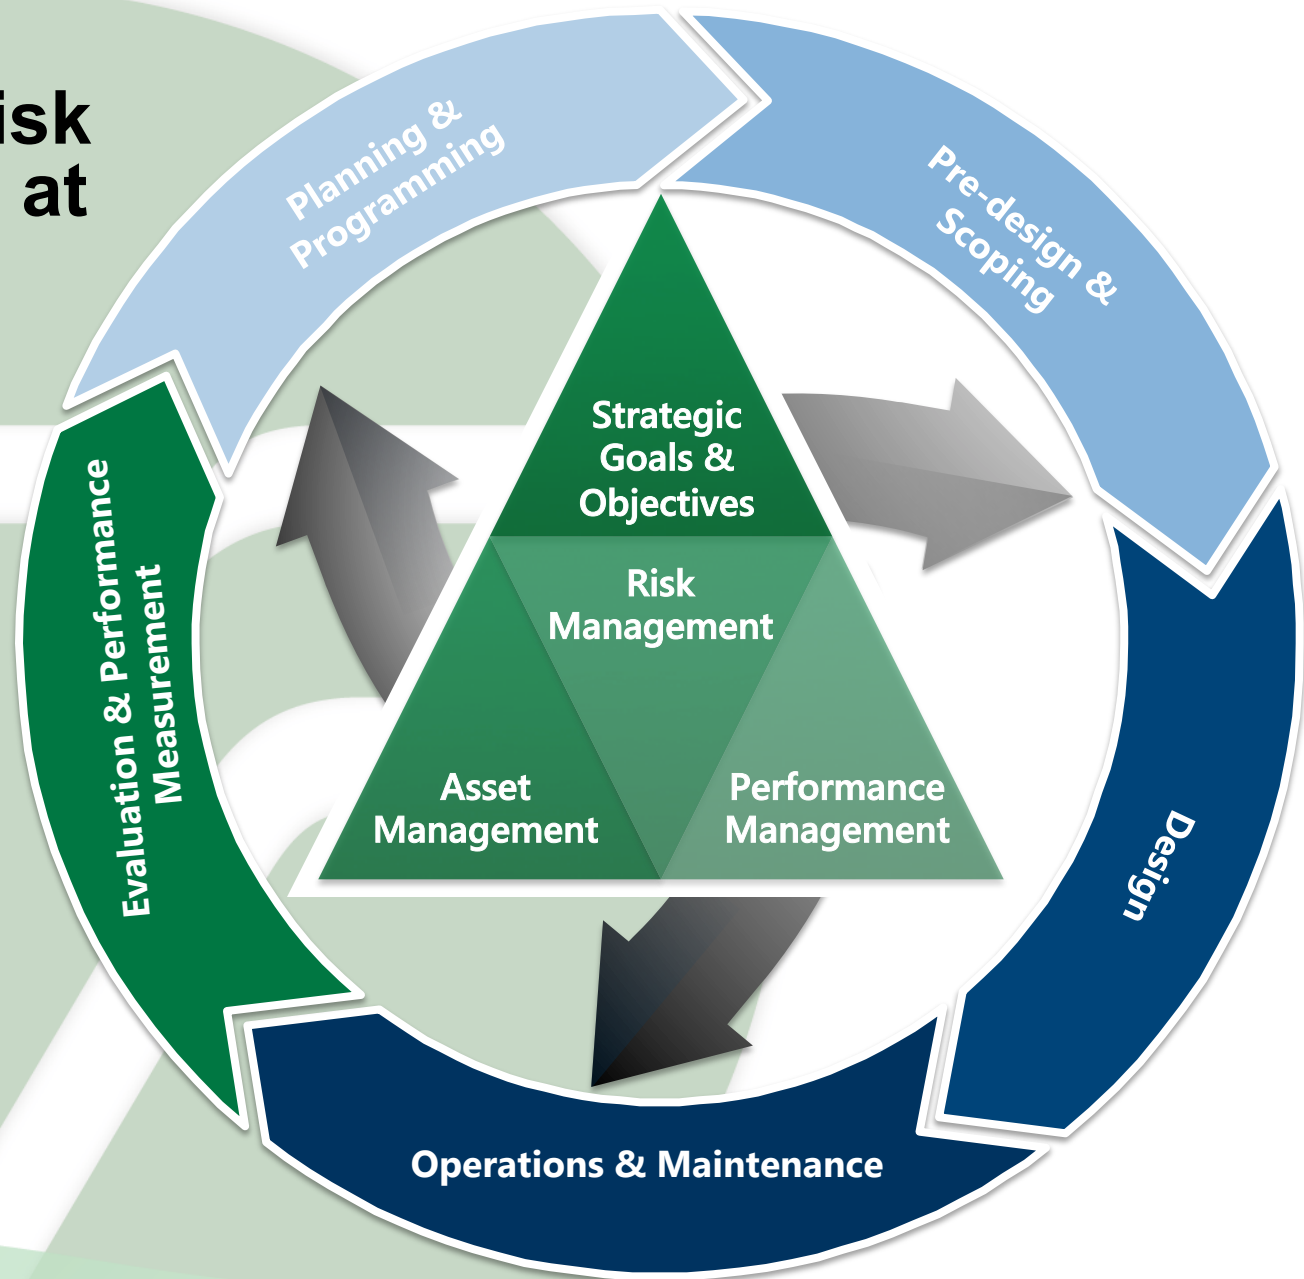 isk
at
Planning &
Programming
Pre-design &
Scoping
Design
Operations & Maintenance
Evaluation & Performance
Measurement
Strategic
Goals &
Objectives
Risk
Management
Asset
Management
Performance
Management